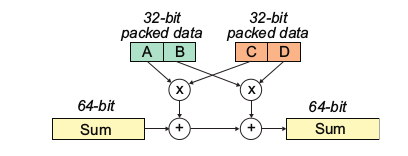 32-bit
packed data
32-bit
packed data
A B
C D
x
x
64-bit
64-bit
Sum
+
+
Sum